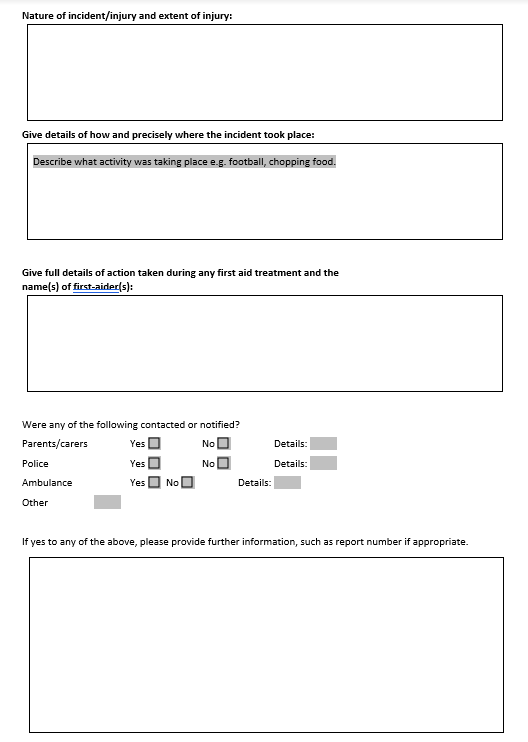 Nature of incident/injury and extent of injury:
Give details of how and precisely where the incident took place:
Describe what activity was taking place e.g. football, chopping food.
Give full details of action taken during any first aid treatment and the
name(s) of first-aider(s):
Were any of the following contacted or notified?
Parents/carers Yes No Details:
Police Yes No Details:
Ambulance Yes No Details:
Other
If yes to any of the above, please provide further information, such as report number if appropriate.